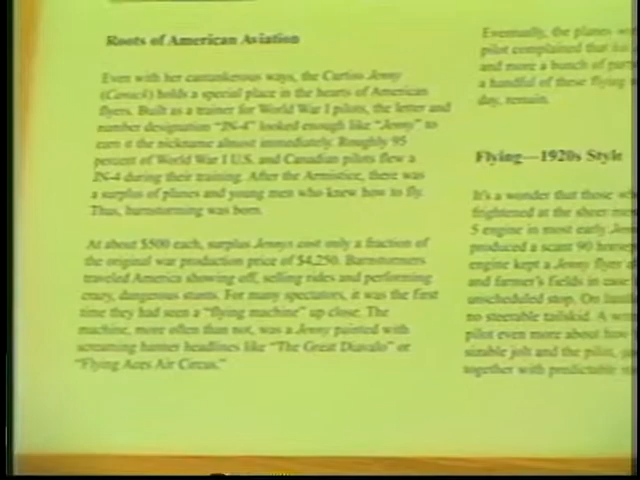 Roots of American Aviation
Even with her cantankerous ways, the Curtiss Jenny
(Canuck) holds a special place in the hearts of American
flyers. Built as a trainer for World War I pilots, the letter and
number designation "JN-4" looked enough like "Jenny" to
earn it the nickname almost immediately. Roughly 95
percent of World War I U.S. and Canadian pilots flew a
JN-4 during their training. After the Armistice, there was
a surplus of planes and young men who knew how to fly.
Thus, barnstorming was born.
At about $500 each, surplus Jennys cost only a fraction of
the original war production price of $4,250. Barnstormers
traveled America showing off, selling rides and performing
crazy, dangerous stunts. For many spectators, it was the first
time they had seen a "flying machine" up close. The
machine, more often than not, was a Jenny painted with
screaming banner headlines like "The Great Diavalo" or
"Flying Aces Air Circus."
Eventually, the planes
pilot complained that
and more a bunch of
a handful of these flying
day, remain.
Flying—1920s Style
It's a wonder that those
frightened at the sheer
5 engine in most early
produced a scant 90
engine kept a Jenny flyer
and farmer's fields in case
unscheduled stop. On
no steerable tailskid. A
pilot even more about how
sizable jolt and the pilot,
together with predictable